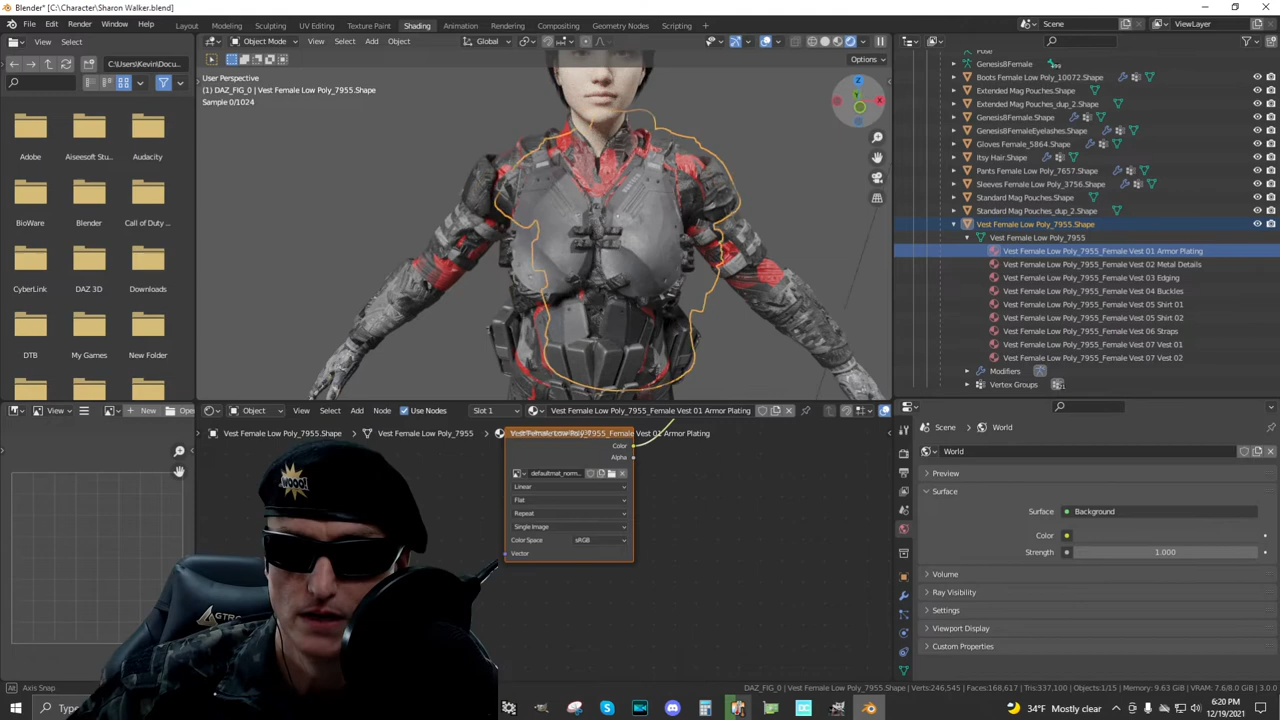 Blender* [C:\Character\Sharon Walker.blend]
File Edit Render Window Help Layout Modeling Sculpting UV Editing Texture Paint Shading Animation Rendering Compositing Geometry Nodes Scripting + Scene ViewLayer
View Select Object Mode View Select Add Object Global Options
C:\Users\Kevin\Docu...
User Perspective
(1) DAZ_FIG_0 | Vest Female Low Poly_7955.Shape
Sample 0/1024
Z
Y
X
Adobe Aiseesoft Stu... Audacity
BioWare Blender Call of Duty ...
CyberLink DAZ 3D Downloads
DTB My Games New Folder
Pose
Genesis8Female
Boots Female Low Poly_10072.Shape
Extended Mag Pouches.Shape
Extended Mag Pouches_dup_2.Shape
Genesis8Female.Shape
Genesis8FemaleEyelashes.Shape
Gloves Female_5864.Shape
Itsy Hair.Shape
Pants Female Low Poly_7657.Shape
Sleeves Female Low Poly_3756.Shape
Standard Mag Pouches.Shape
Standard Mag Pouches_dup_2.Shape
Vest Female Low Poly_7955.Shape
Vest Female Low Poly_7955
Vest Female Low Poly_7955_Female Vest 01 Armor Plating
Vest Female Low Poly_7955_Female Vest 02 Metal Details
Vest Female Low Poly_7955_Female Vest 03 Edging
Vest Female Low Poly_7955_Female Vest 04 Buckles
Vest Female Low Poly_7955_Female Vest 05 Shirt 01
Vest Female Low Poly_7955_Female Vest 05 Shirt 02
Vest Female Low Poly_7955_Female Vest 06 Straps
Vest Female Low Poly_7955_Female Vest 07 Vest 01
Vest Female Low Poly_7955_Female Vest 07 Vest 02
Modifiers
Vertex Groups
View + New Open Object View Select Add Node Use Nodes Slot 1 Vest Female Low Poly_7955_Female Vest 01 Armor Plating
Vest Female Low Poly_7955.Shape > Vest Female Low Poly_7955 > Vest Female Low Poly_7955_Female Vest 01 Armor Plating
Color
Alpha
defaultmat_norm...
Linear
Flat
Repeat
Single Image
Color Space sRGB
Vector
WOOO!
GTR
Scene > World
World
Preview
Surface
Surface Background
Color
Strength 1.000
Volume
Ray Visibility
Settings
Viewport Display
Custom Properties
Axis Snap
DAZ_FIG_0 | Vest Female Low Poly_7955.Shape | Verts:246,545 | Faces:168,617 | Tris:337,100 | Objects:1/15 | Memory: 9.63 GiB | VRAM: 7.6/8.0 GiB | 3.0.0
Type
34°F Mostly clear 6:20 PM 12/19/2021